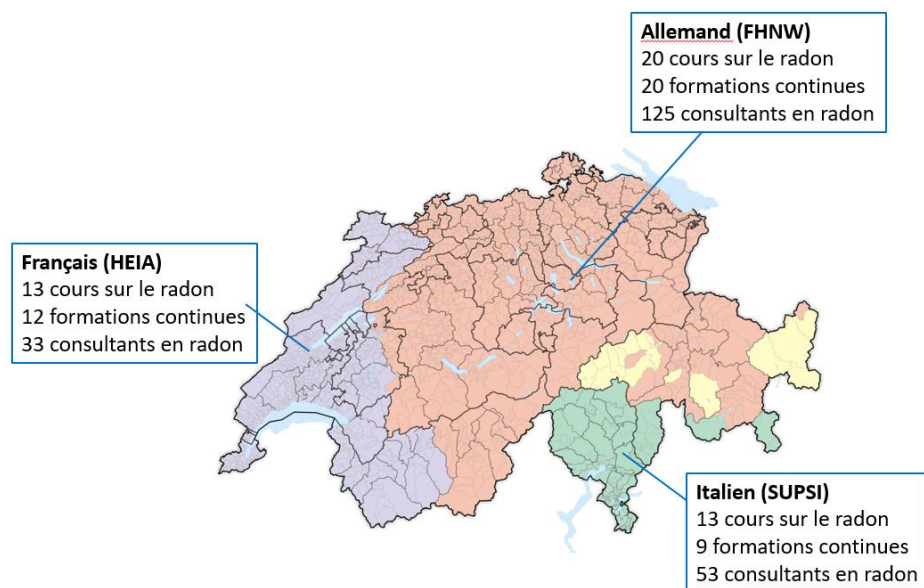 Allemand (FHNW)
20 cours sur le radon
20 formations continues
125 consultants en radon
Français (HEIA)
13 cours sur le radon
12 formations continues
33 consultants en radon
Italien (SUPSI)
13 cours sur le radon
9 formations continues
53 consultants en radon